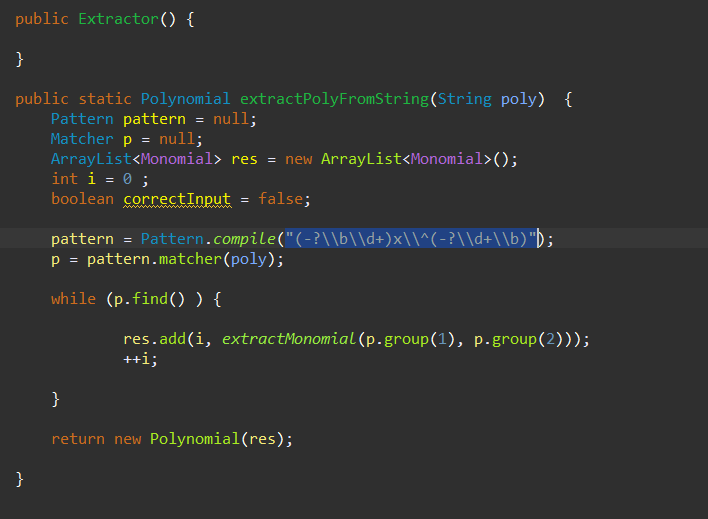 public Extractor() {
}
public static Polynomial extractPolyFromString(String poly)  {
    Pattern pattern = null;
    Matcher p = null;
    ArrayList<Monomial> res = new ArrayList<Monomial>();
    int i = 0 ;
    boolean correctInput = false;
    pattern = Pattern.compile("(-?\\b\\d+)x\\^(-?\\d+\\b)");
    p = pattern.matcher(poly);
    while (p.find() ) {
            res.add(i, extractMonomial(p.group(1), p.group(2)));
            ++i;
    }
    return new Polynomial(res);
}